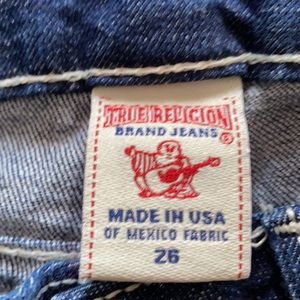 TRUE RELIGION
BRAND JEANS®
MADE IN USA
OF MEXICO FABRIC
26